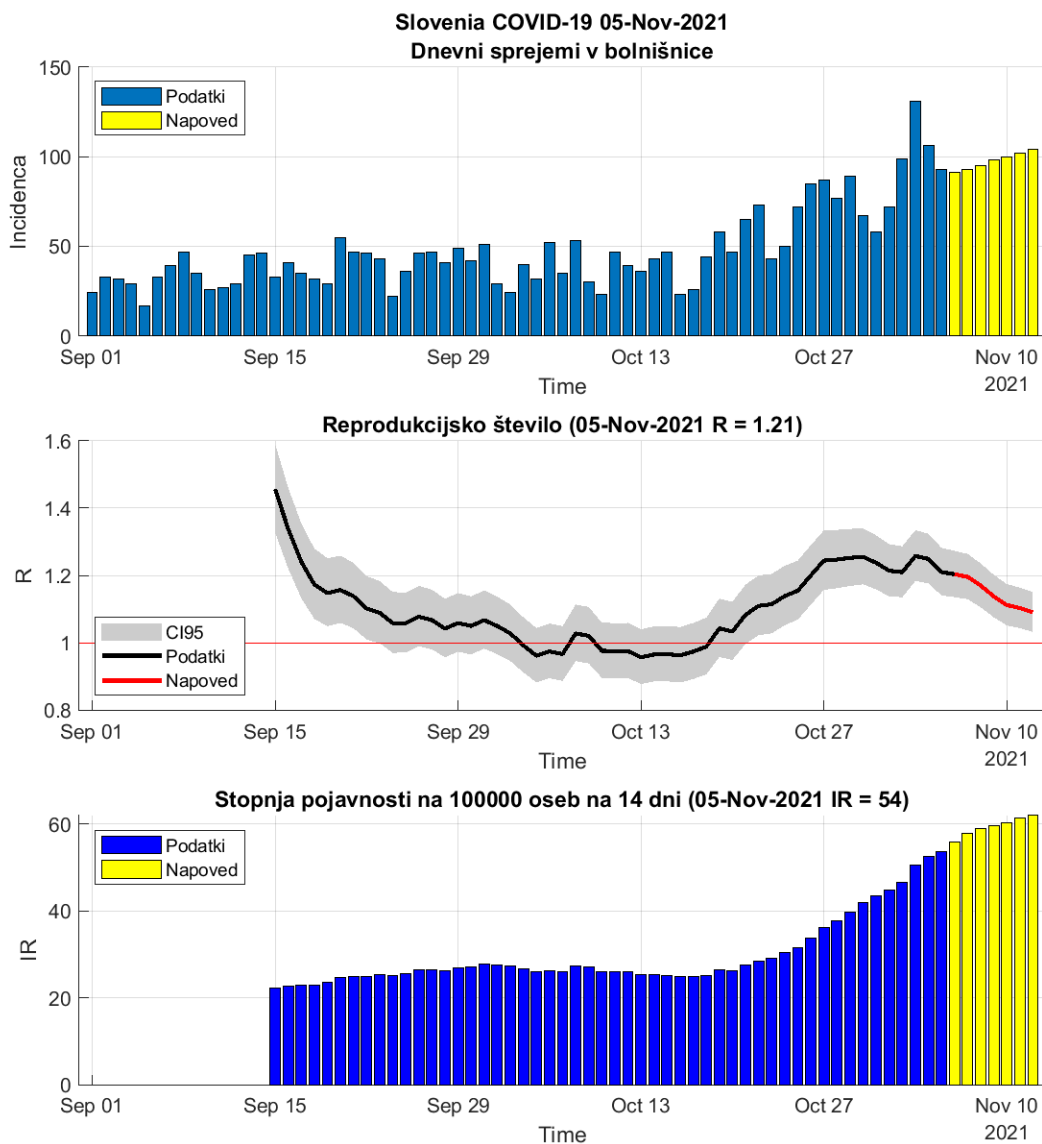 Slovenia COVID-19 05-Nov-2021
Dnevni sprejemi v bolnišnice
150
100
50
0
Incidenca
Podatki
Napoved
Sep 01 Sep 15 Sep 29 Oct 13 Oct 27 Nov 10
2021
Time
Reprodukcijsko število (05-Nov-2021 R = 1.21)
1.6
1.4
1.2
1
0.8
R
CI95
Podatki
Napoved
Sep 01 Sep 15 Sep 29 Oct 13 Oct 27 Nov 10
2021
Time
Stopnja pojavnosti na 100000 oseb na 14 dni (05-Nov-2021 IR = 54)
60
40
20
0
IR
Podatki
Napoved
Sep 01 Sep 15 Sep 29 Oct 13 Oct 27 Nov 10
2021
Time